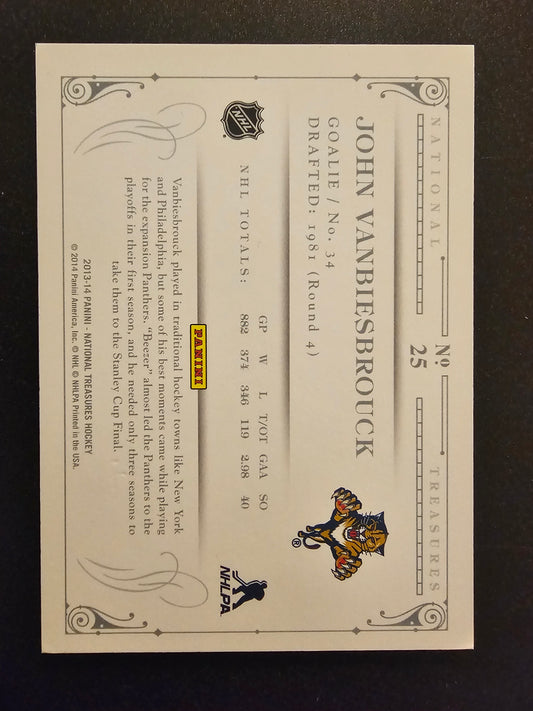 NATIONAL TREASURES
Nº
25
JOHN VANBIESBROUCK
GOALIE / No. 34
DRAFTED: 1981 (Round 4)
®
GP W L T/OT GAA SO
NHL TOTALS: 882 374 346 119 2.98 40
NHL
NHLPA
PANINI
Vanbiesbrouck played in traditional hockey towns like New York
and Philadelphia, but some of his best moments came while playing
for the expansion Panthers. “Beezer” almost led the Panthers to the
playoffs in their first season, and he needed only three seasons to
take them to the Stanley Cup Final.
2013-14 PANINI - NATIONAL TREASURES HOCKEY
© 2014 Panini America, Inc. © NHL © NHLPA Printed in the USA.